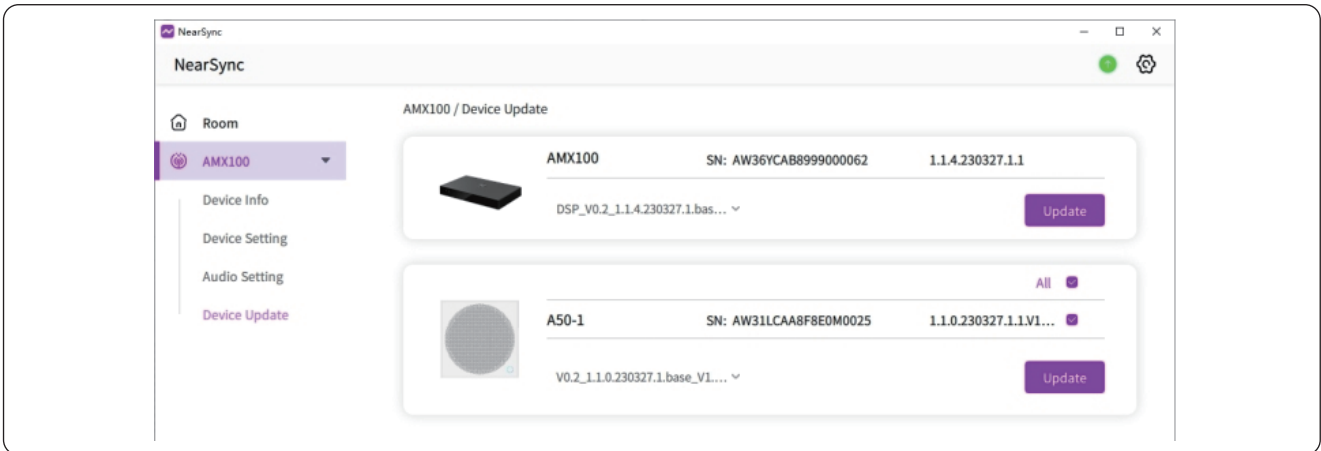 NearSync
NearSync
Room
AMX100
Device Info
Device Setting
Audio Setting
Device Update
AMX100 / Device Update
AMX100 SN: AW36YCAB8999000062 1.1.4.230327.1.1
DSP_V0.2_1.1.4.230327.1.bas...
Update
All
A50-1 SN: AW31LCAA8F8E0M0025 1.1.0.230327.1.1.V1...
V0.2_1.1.0.230327.1.base_V1....
Update